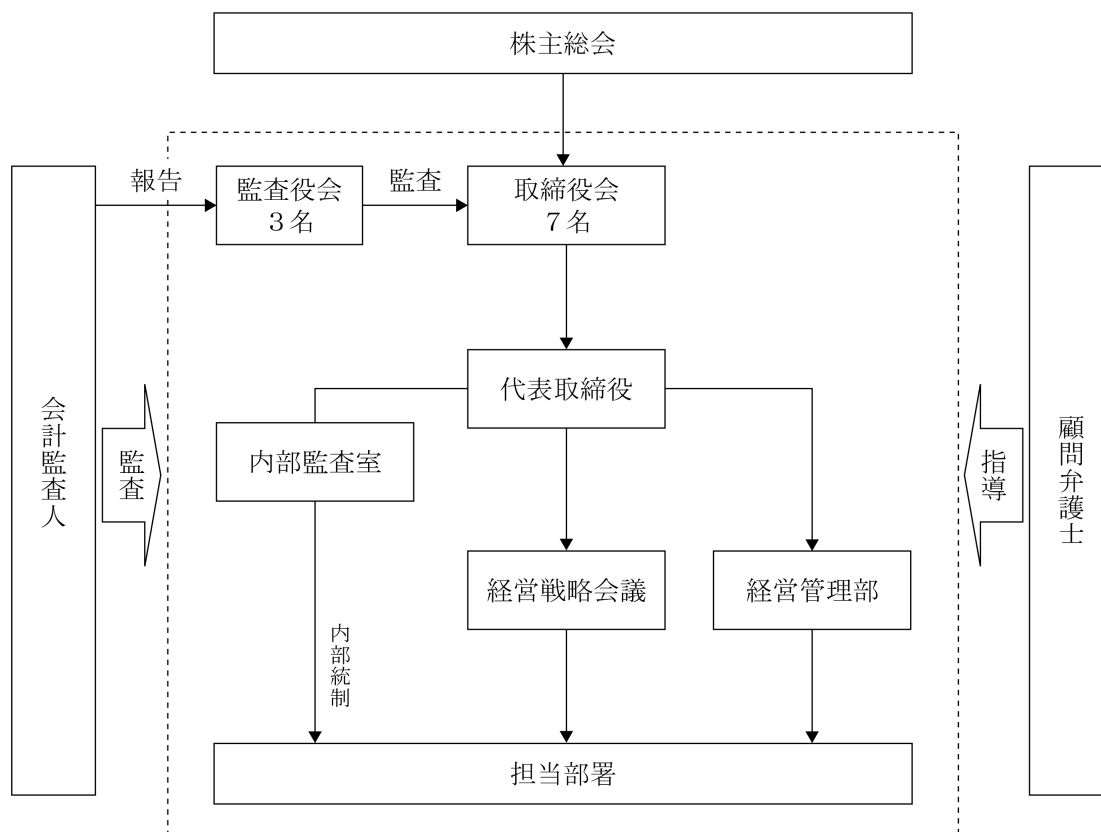 株主総会
報告
監査役会
3名
監査
取締役会
7名
代表取締役
内部監査室
会計監査人
監査
指導
顧問弁護士
経営戦略会議
経営管理部
内部統制
担当部署